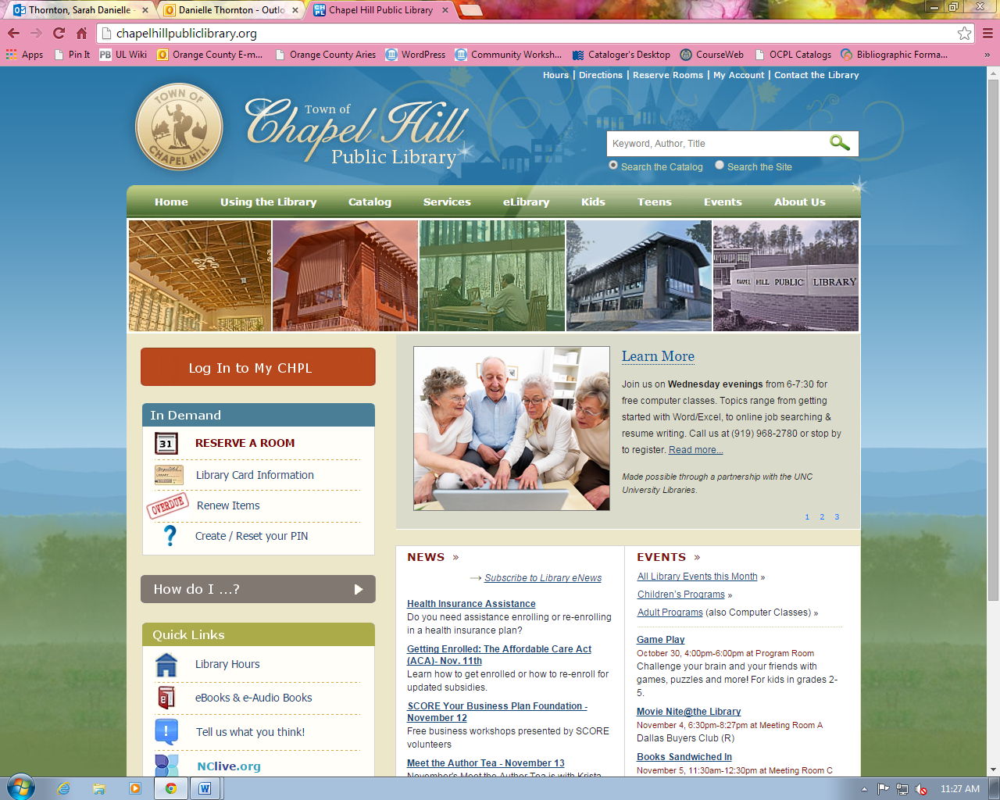 Thornton, Sarah Danielle -
Danielle Thornton - Outlo
Chapel Hill Public Library
chapelhillpubliclibrary.org
Apps
Pin It
UL Wiki
Orange County E-m...
Orange County Aries
WordPress
Community Worksh...
Cataloger's Desktop
CourseWeb
OCPL Catalogs
Bibliographic Forma...
»
Hours | Directions | Reserve Rooms | My Account | Contact the Library
TOWN OF
CHAPEL HILL
Town of
Chapel Hill
Public Library
Keyword, Author, Title
Search the Catalog
Search the Site
Home
Using the Library
Catalog
Services
eLibrary
Kids
Teens
Events
About Us
CHAPEL HILL PUBLIC LIBRARY
Log In to My CHPL
In Demand
31
RESERVE A ROOM
Library Card Information
OVERDUE
Renew Items
?
Create / Reset your PIN
How do I ...?
Quick Links
Library Hours
eBooks & e-Audio Books
Tell us what you think!
NClive.org
Learn More
Join us on Wednesday evenings from 6-7:30 for
free computer classes. Topics range from getting
started with Word/Excel, to online job searching &
resume writing. Call us at (919) 968-2780 or stop by
to register. Read more...
Made possible through a partnership with the UNC
University Libraries.
1 2 3
NEWS »
→ Subscribe to Library eNews
Health Insurance Assistance
Do you need assistance enrolling or re-enrolling
in a health insurance plan?
Getting Enrolled: The Affordable Care Act
(ACA)- Nov. 11th
Learn how to get enrolled or how to re-enroll for
updated subsidies.
SCORE Your Business Plan Foundation -
November 12
Free business workshops presented by SCORE
volunteers
Meet the Author Tea - November 13
November's Meet the Author Tea is with Krista
EVENTS »
All Library Events this Month »
Children's Programs »
Adult Programs (also Computer Classes) »
Game Play
October 30, 4:00pm-6:00pm at Program Room
Challenge your brain and your friends with
games, puzzles and more! For kids in grades 2-
5.
Movie Nite@the Library
November 4, 6:30pm-8:27pm at Meeting Room A
Dallas Buyers Club (R)
Books Sandwiched In
November 5, 11:30am-12:30pm at Meeting Room C
11:27 AM